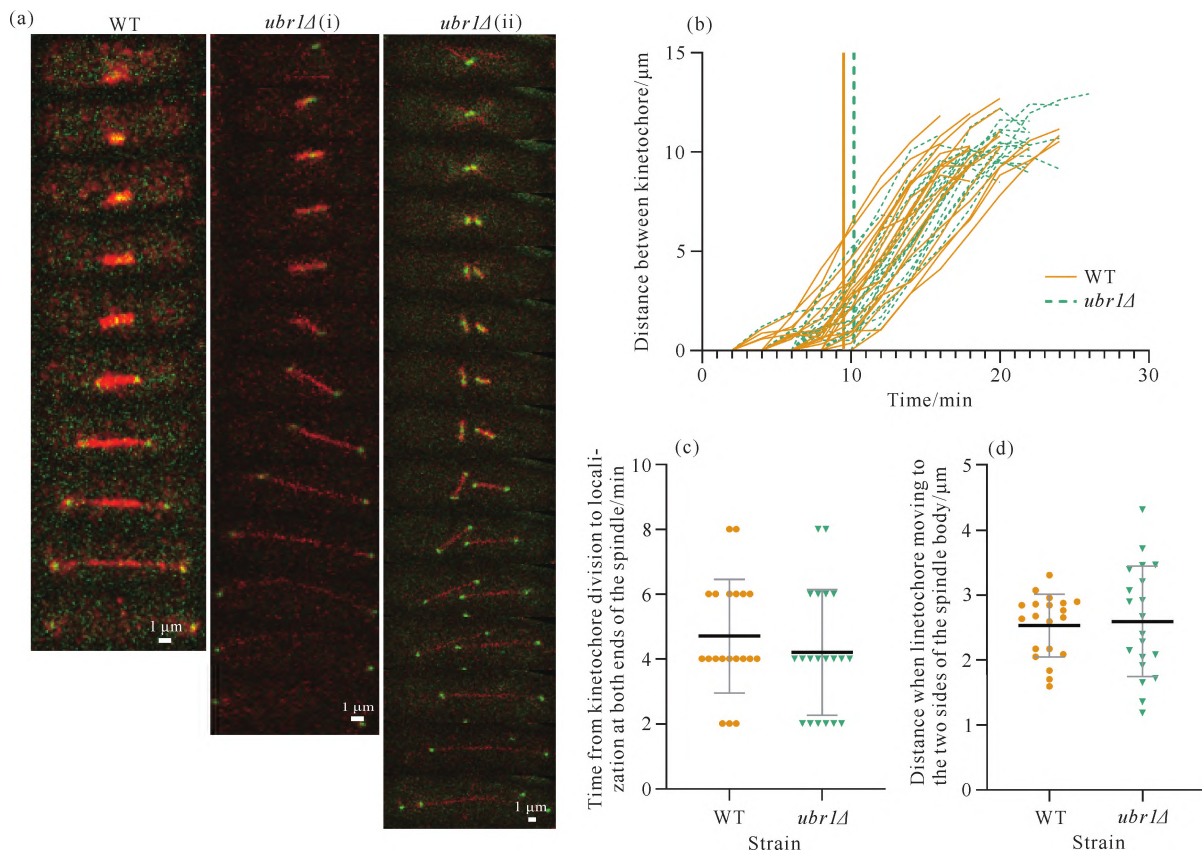 (a)
WT
ubr1Δ(i)
ubr1Δ(ii)
1 μm
1 μm
1 μm
(b)
Distance between kinetochore/μm
15
10
5
0
0
10
20
30
Time/min
WT
ubr1Δ
(c)
Time from kinetochore division to locali-
zation at both ends of the spindle/min
10
8
6
4
2
0
WT
ubr1Δ
Strain
(d)
Distance when linetochore moving to
the two sides of the spindle body/μm
5
4
3
2
1
0
WT
ubr1Δ
Strain